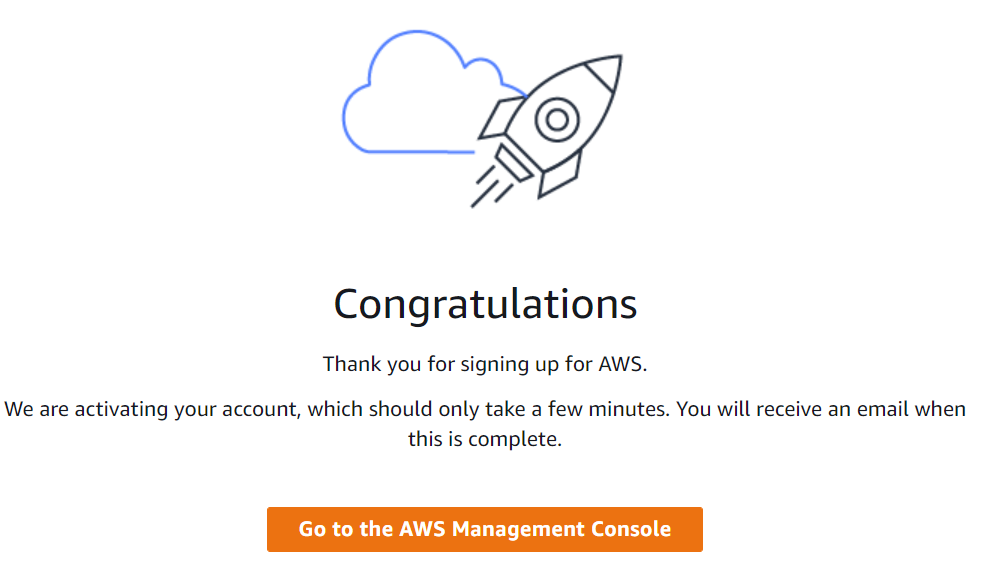 Congratulations
Thank you for signing up for AWS.
We are activating your account, which should only take a few minutes. You will receive an email when
this is complete.
Go to the AWS Management Console